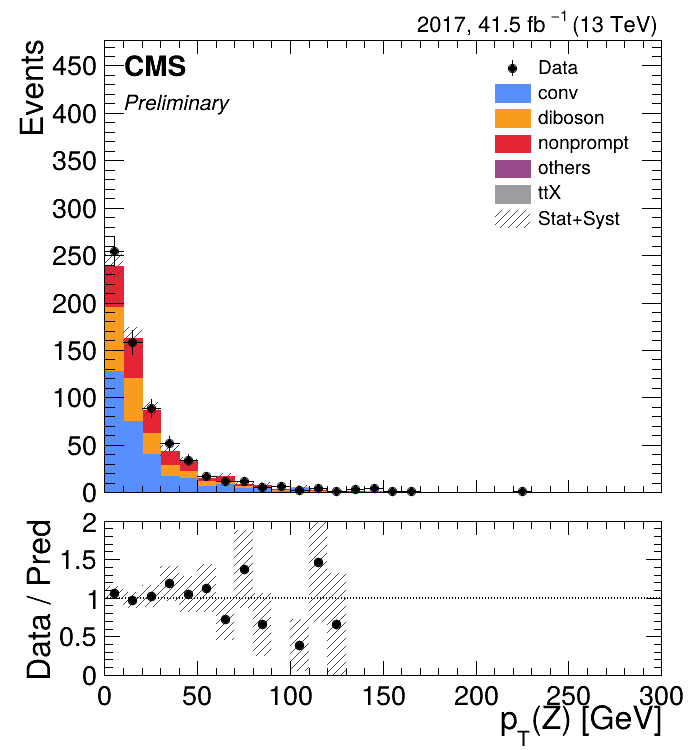 2017, 41.5 fb⁻¹ (13 TeV)
CMS
Preliminary
Events
450
400
350
300
250
200
150
100
50
0
Data
conv
diboson
nonprompt
others
ttX
Stat+Syst
Data / Pred
2
1.5
1
0.5
0
0 50 100 150 200 250 300
p_T(Z) [GeV]